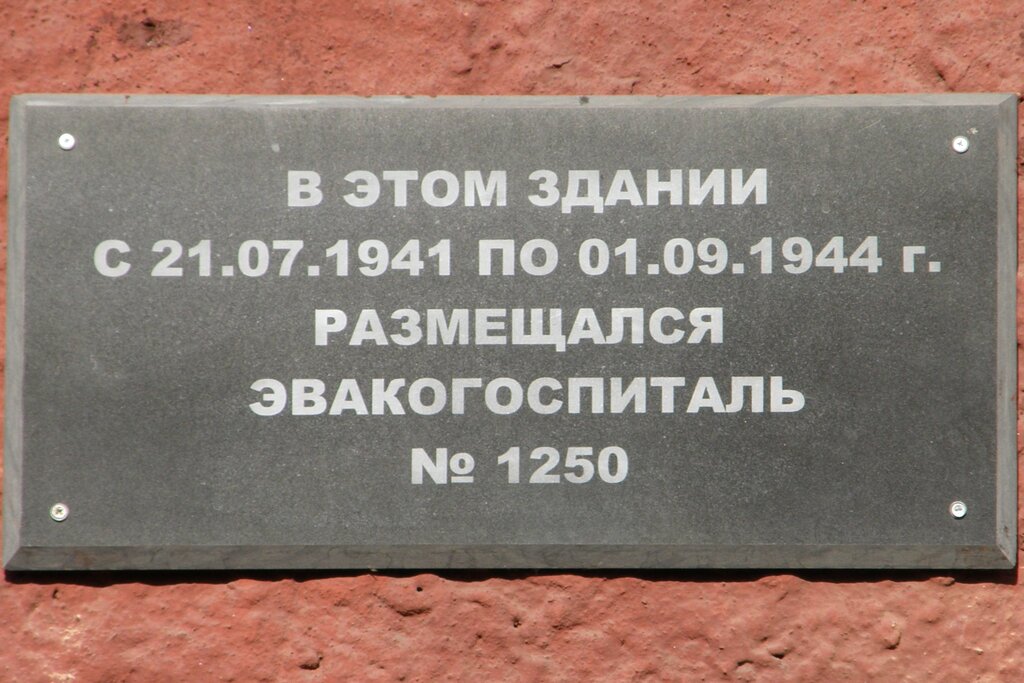 В ЭТОМ ЗДАНИИ
С 21.07.1941 ПО 01.09.1944 г.
РАЗМЕЩАЛСЯ
ЭВАКОГОСПИТАЛЬ
№ 1250